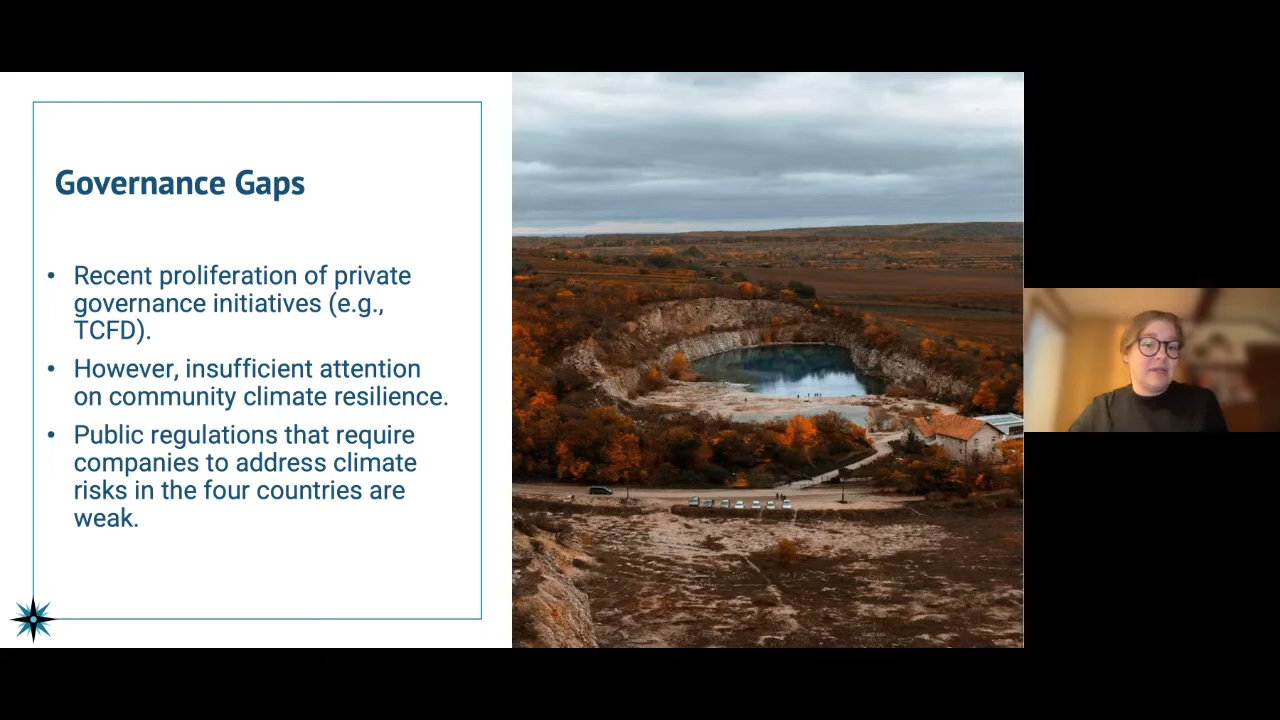 Governance Gaps
• Recent proliferation of private
governance initiatives (e.g.,
TCFD).
• However, insufficient attention
on community climate resilience.
• Public regulations that require
companies to address climate
risks in the four countries are
weak.